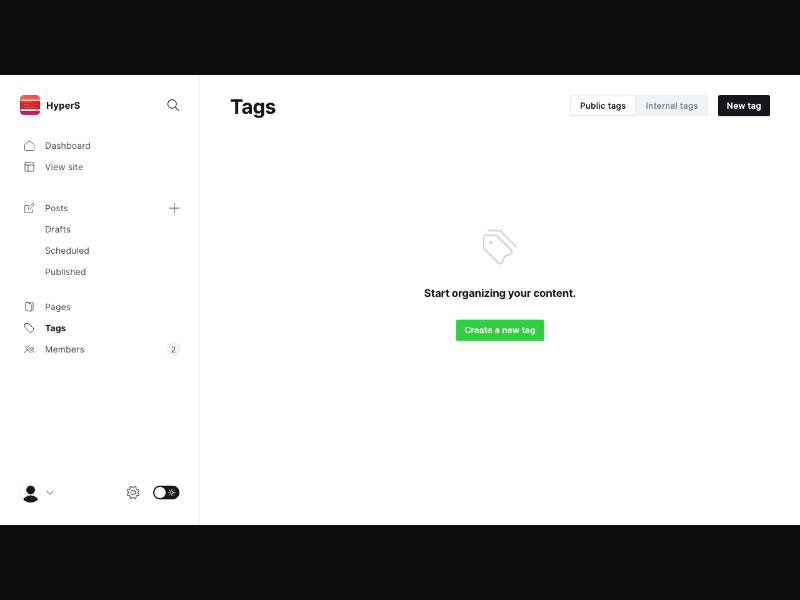 HyperS
Dashboard
View site
Posts
Drafts
Scheduled
Published
Pages
Tags
Members
2
Tags
Public tags
Internal tags
New tag
Start organizing your content.
Create a new tag